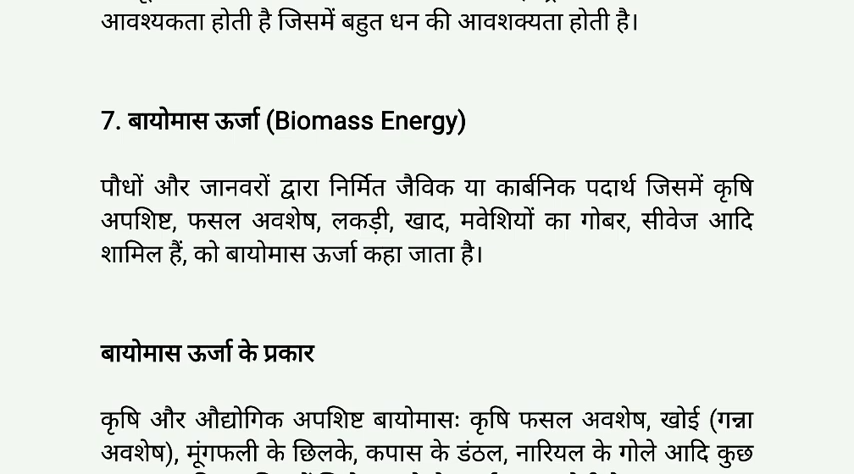 आवश्यकता होती है जिसमें बहुत धन की आवशक्यता होती है।
7. बायोमास ऊर्जा (Biomass Energy)
पौधों और जानवरों द्वारा निर्मित जैविक या कार्बनिक पदार्थ जिसमें कृषि
अपशिष्ट, फसल अवशेष, लकड़ी, खाद, मवेशियों का गोबर, सीवेज आदि
शामिल हैं, को बायोमास ऊर्जा कहा जाता है।
बायोमास ऊर्जा के प्रकार
कृषि और औद्योगिक अपशिष्ट बायोमासः कृषि फसल अवशेष, खोई (गन्ना
अवशेष), मूंगफली के छिलके, कपास के डंठल, नारियल के गोले आदि कुछ